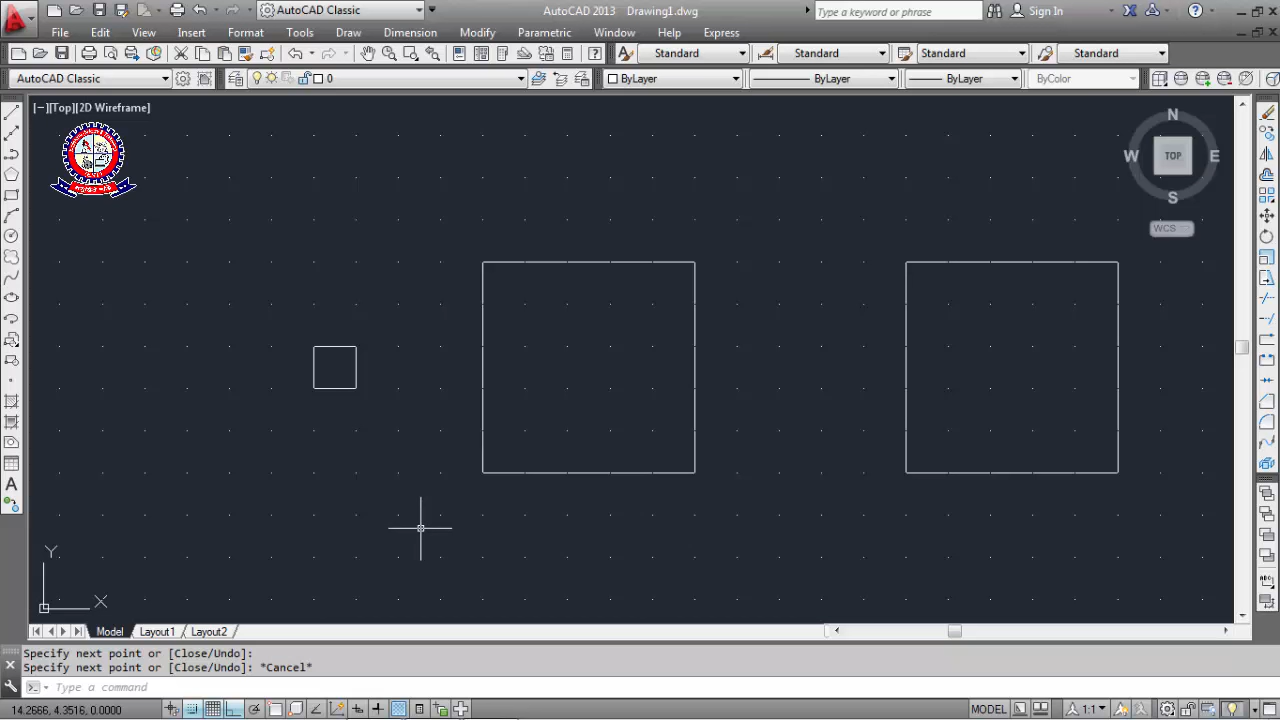 AutoCAD Classic
AutoCAD 2013 Drawing1.dwg
Type a keyword or phrase
Sign In
File Edit View Insert Format Tools Draw Dimension Modify Parametric Window Help Express
Standard Standard Standard Standard
AutoCAD Classic 0 ByLayer ByLayer ByLayer ByColor
[−][Top][2D Wireframe]
N
W TOP E
S
WCS
A
ABC
Y
X
Model Layout1 Layout2
Specify next point or [Close/Undo]:
Specify next point or [Close/Undo]: *Cancel*
Type a command
14.2666, 4.3516, 0.0000 MODEL 1:1